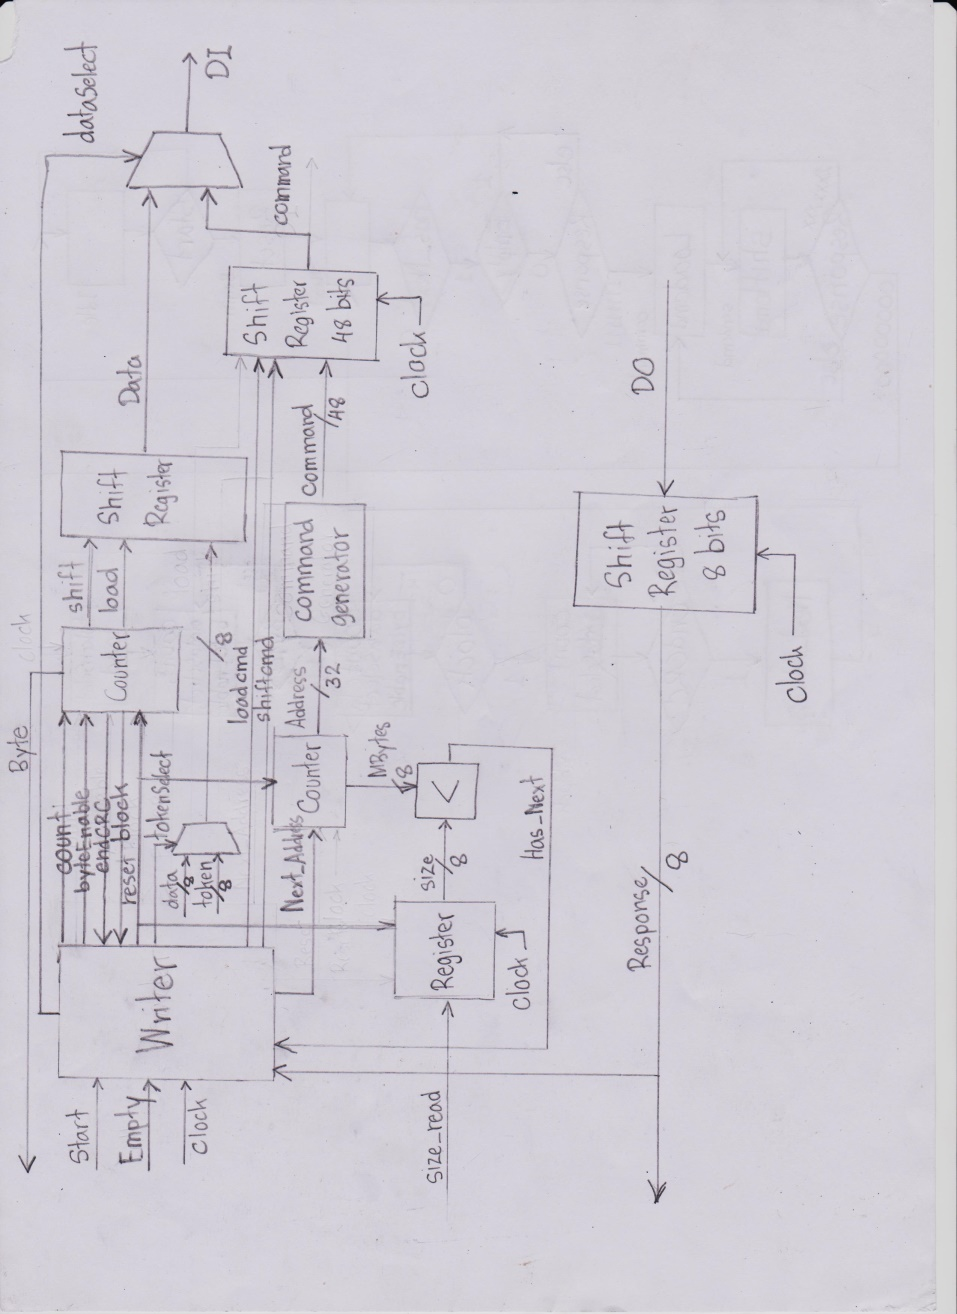 Byte
dataSelect
DI
Start
Empty
Clock
Writer
count
byteEnable
endCRC
block
reset
tokenSelect
data
8
token
8
Counter
shift
load
8
Shift
Register
Data
loadcmd
shiftcmd
Next_Address
Counter
Address
32
command
generator
command
48
Shift
Register
48 bits
command
clock
MBytes
8
<
size
8
Register
Clock
size_read
Has_Next
DO
Shift
Register
8 bits
clock
Response
8